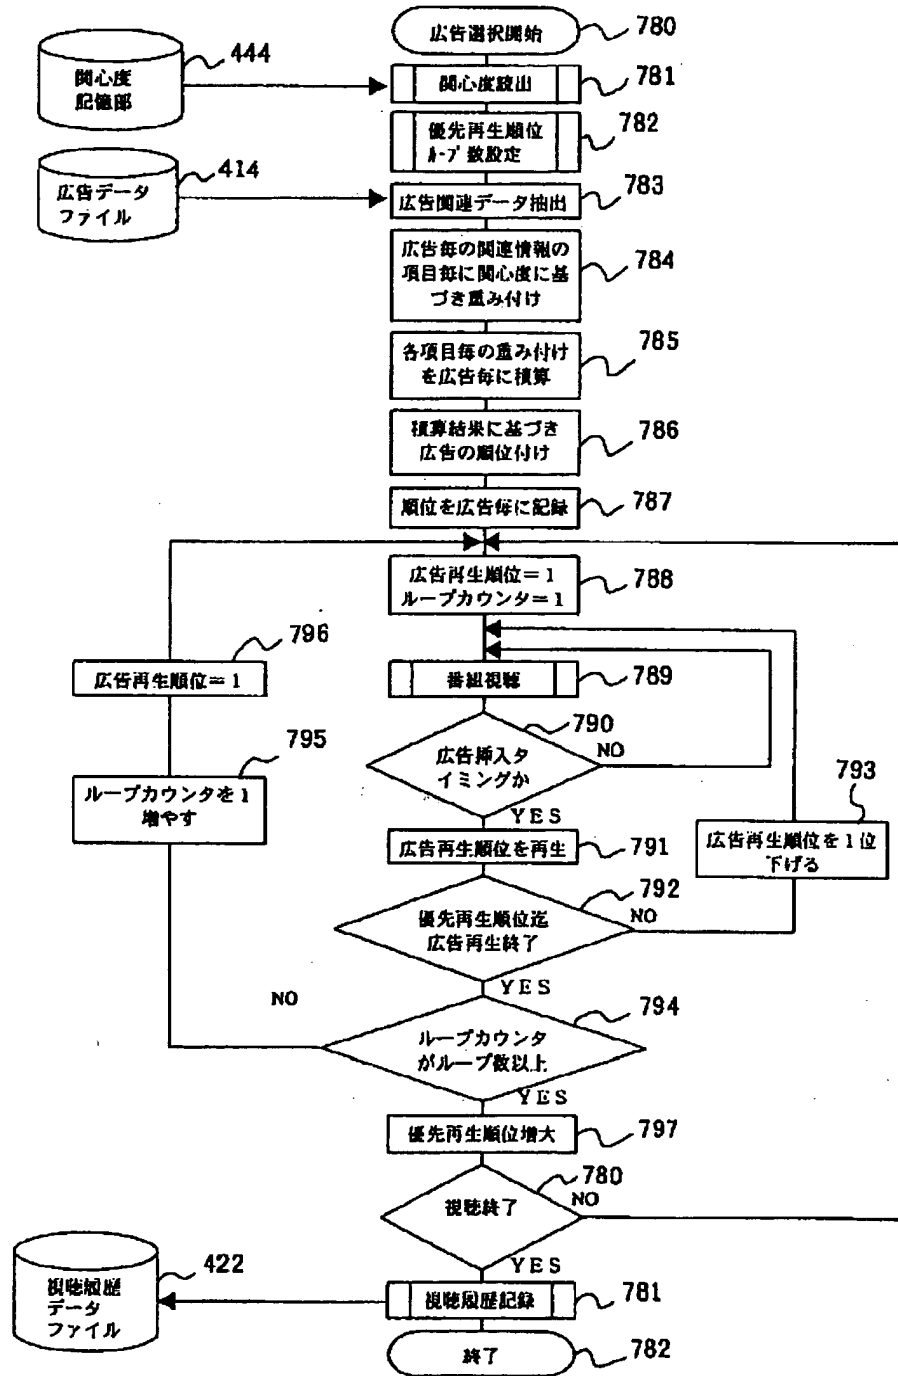 広告選択開始
780
444
関心度
記憶部
関心度読出
781
優先再生順位
ループ数設定
782
414
広告データ
ファイル
広告関連データ抽出
783
広告毎の関連情報の
項目毎に関心度に基
づき重み付け
784
各項目毎の重み付け
を広告毎に積算
785
積算結果に基づき
広告の順位付け
786
順位を広告毎に記録
787
広告再生順位=1
ループカウンタ=1
788
796
広告再生順位=1
番組視聴
789
790
広告挿入タ
イミングか
NO
YES
795
ループカウンタを1
増やす
793
広告再生順位を1位
下げる
広告再生順位を再生
791
792
優先再生順位迄
広告再生終了
NO
YES
NO
794
ループカウンタ
がループ数以上
YES
優先再生順位増大
797
780
視聴終了
NO
YES
422
視聴履歴
データ
ファイル
視聴履歴記録
781
終了
782